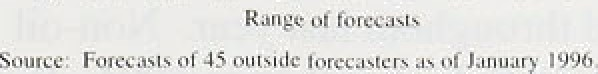 Range of forecasts
Source: Forecasts of 45 outside forecasters as of January 1996.